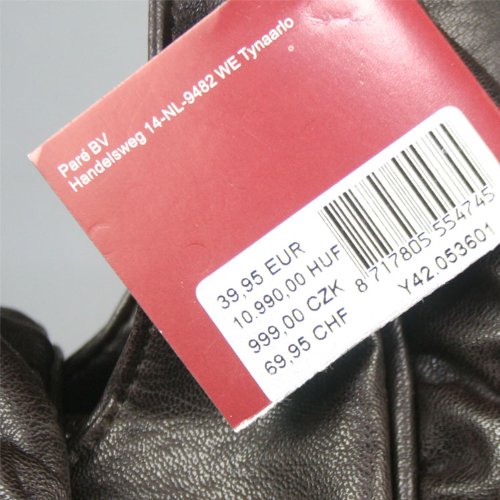 Paré BV
Handelsweg 14-NL-9482 WE Tynaarlo
39,95 EUR
10.990,00 HUF
999,00 CZK
69,95 CHF
8 717805 554745
Y42.053601